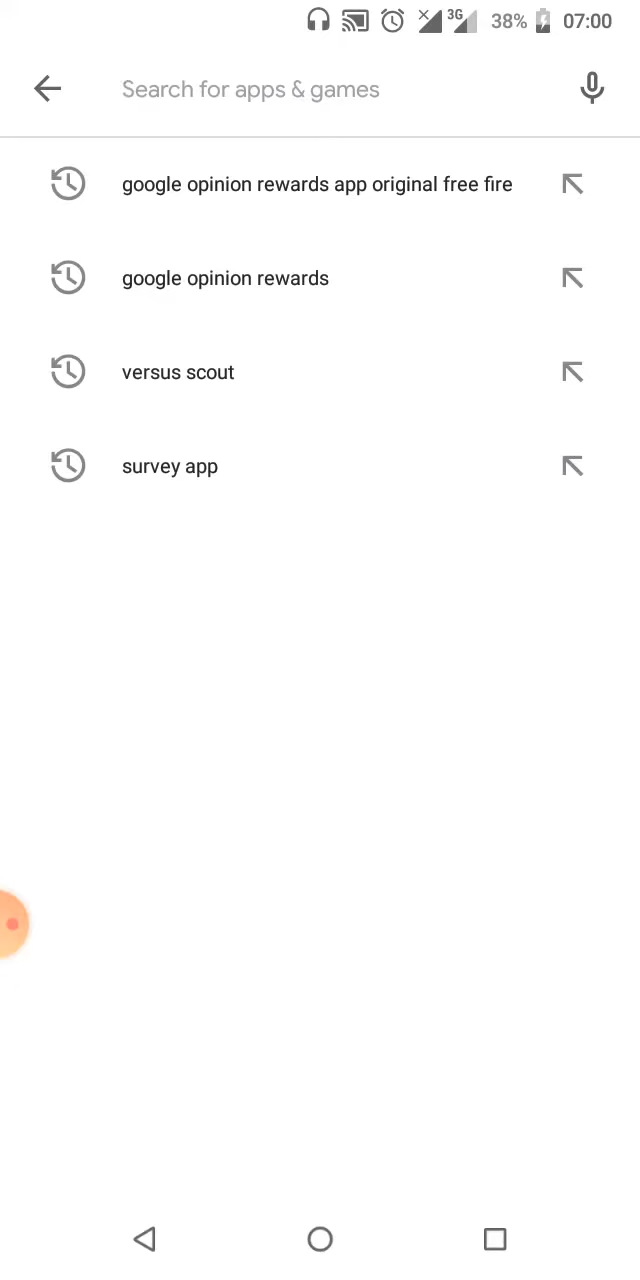 3G 38% 07:00
Search for apps & games
google opinion rewards app original free fire
google opinion rewards
versus scout
survey app